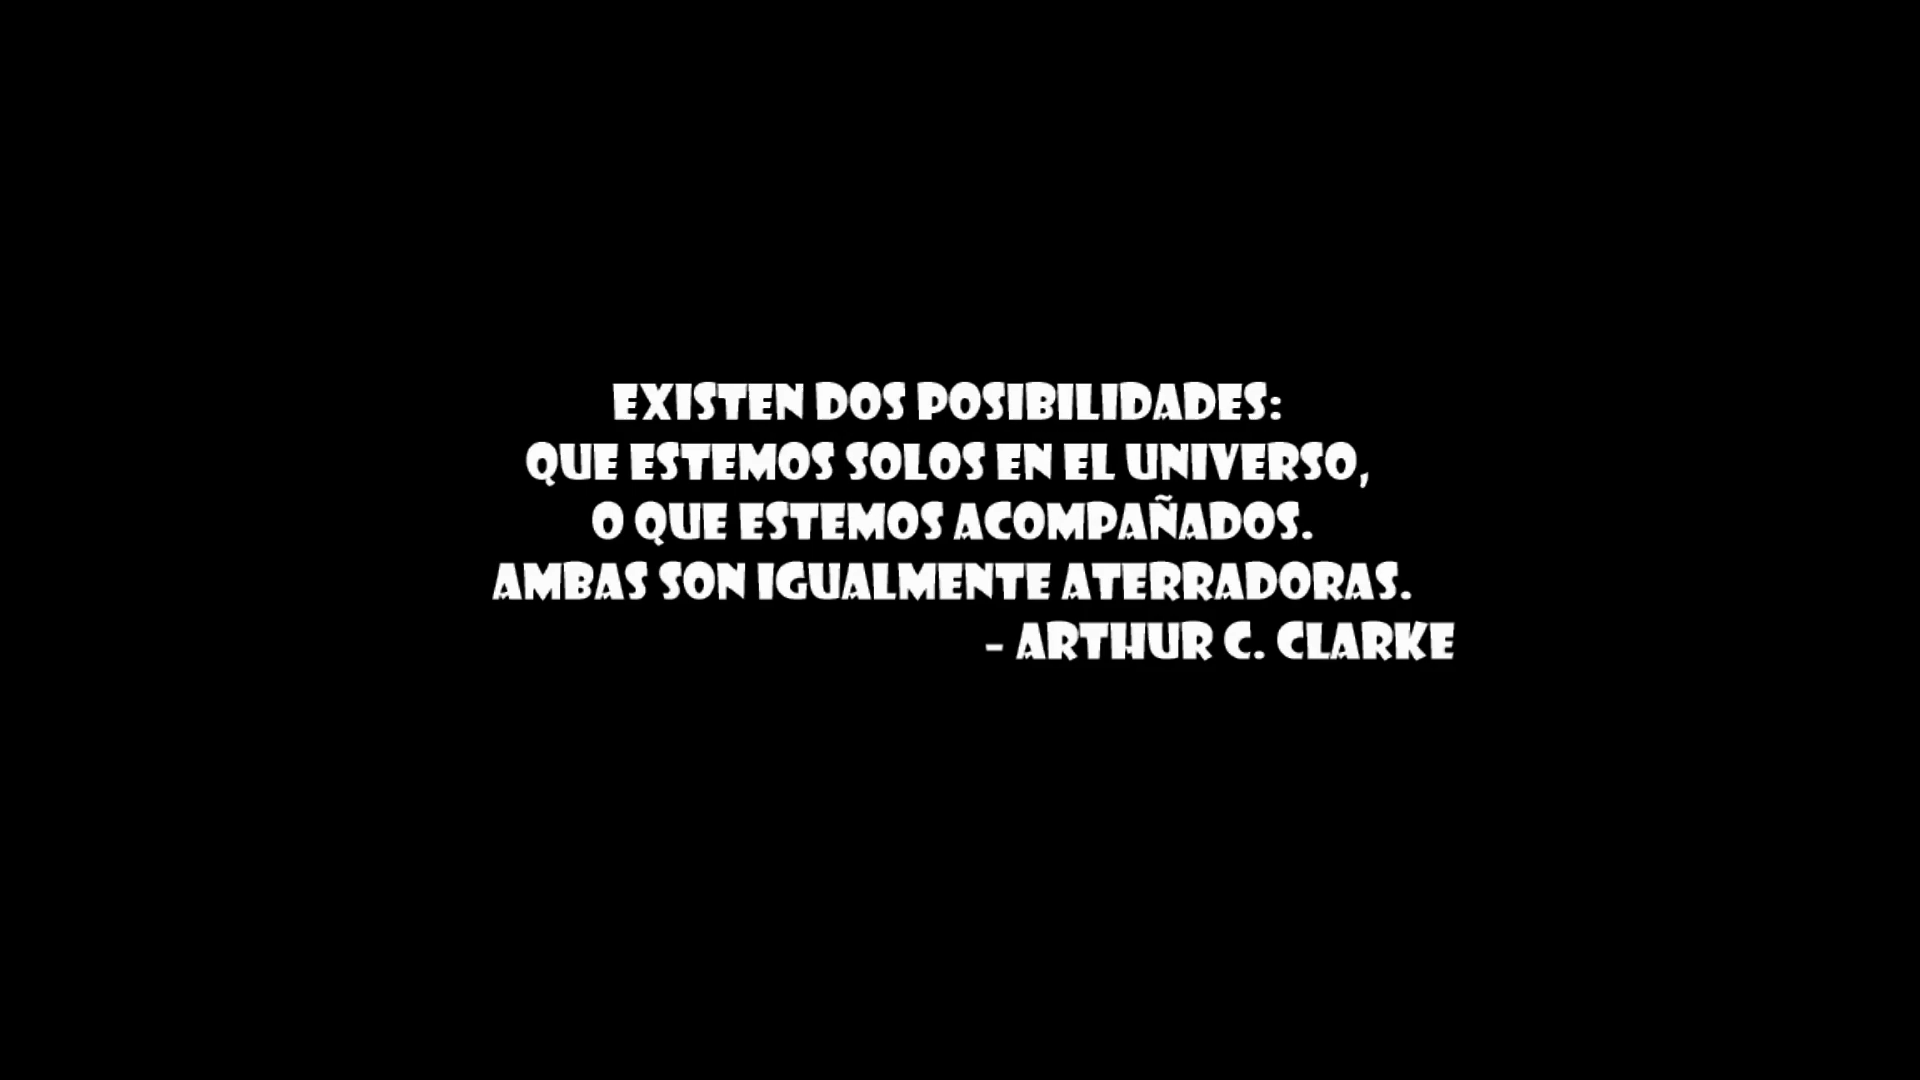 EXISTEN DOS POSIBILIDADES:
QUE ESTEMOS SOLOS EN EL UNIVERSO,
O QUE ESTEMOS ACOMPAÑADOS.
AMBAS SON IGUALMENTE ATERRADORAS.
- ARTHUR C. CLARKE